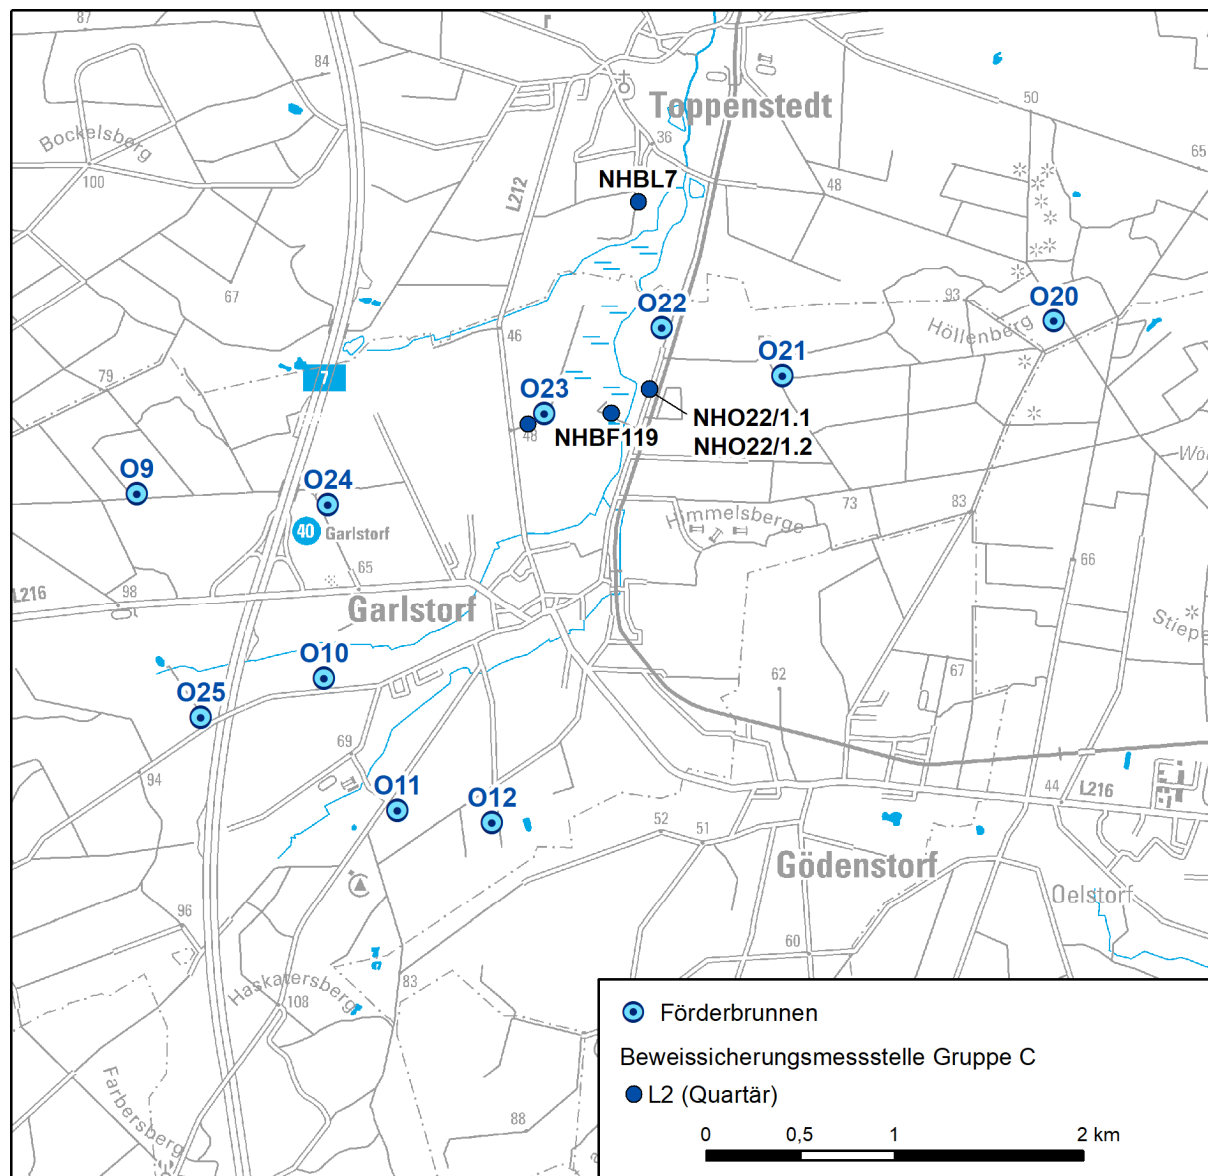 87
r
84
Toppenstedt
50
Bockelsberg
36
65
100
NHBL7
48
L212
67
93
O20
O22
Höllenberg
46
O21
7
79
O23
48
NHBF119
NHO22/1.1
NHO22/1.2
O9
O24
73
83
Himmelsberge
40
Garlstorf
66
65
L216
98
Garlstorf
O10
67
62
O25
69
94
O11
O12
44
L216
52
51
Gödenstorf
Oelstorf
96
60
83
Haskatersberg
108
Farbersberg
88
Förderbrunnen
Beweissicherungsmessstelle Gruppe C
L2 (Quartär)
0
0,5
1
2 km